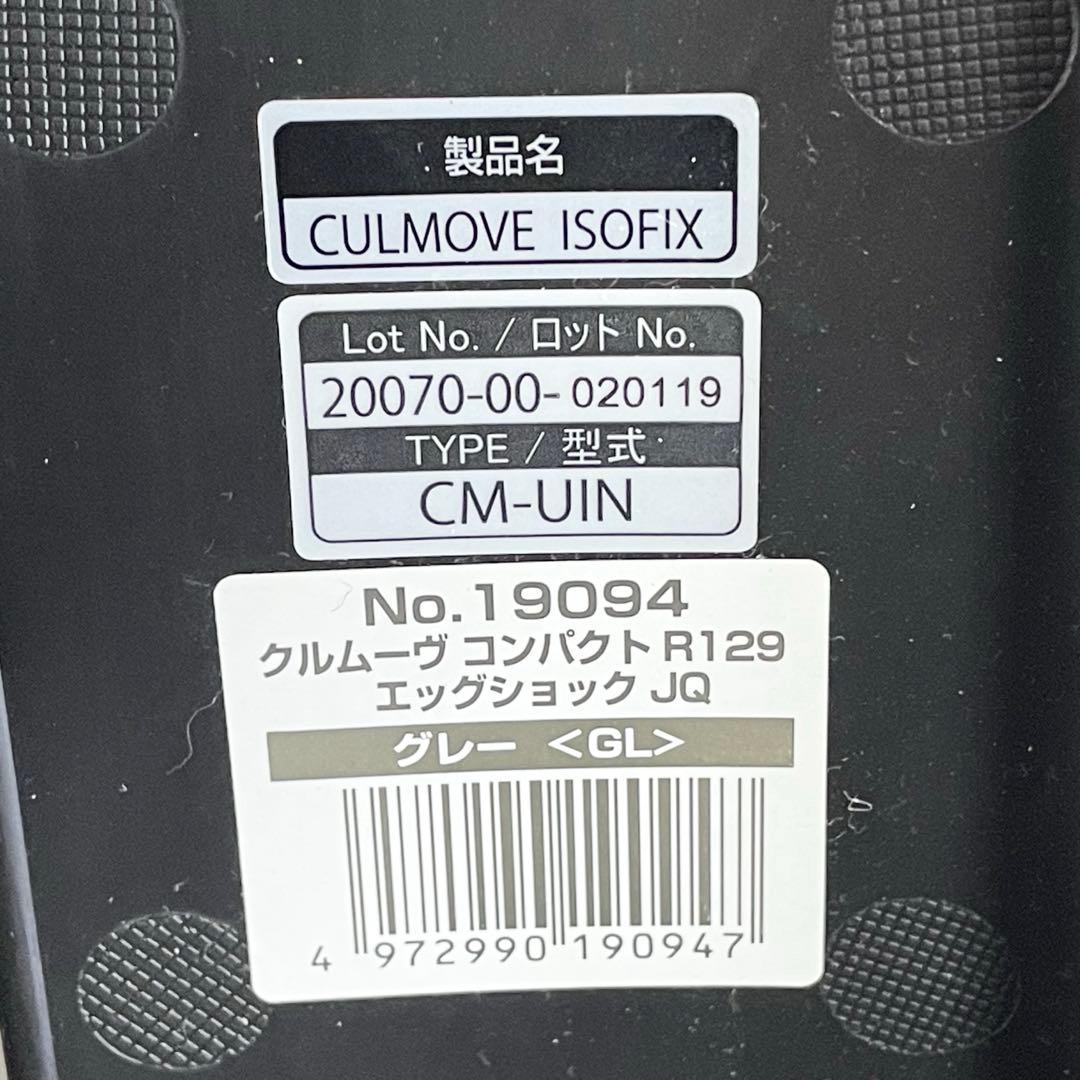 製品名
CULMOVE ISOFIX
Lot No. / ロット No.
20070-00-020119
TYPE / 型式
CM-UIN
No.19094
クルムーヴ コンパクト R129
エッグショック JQ
グレー <GL>
4 972990 190947